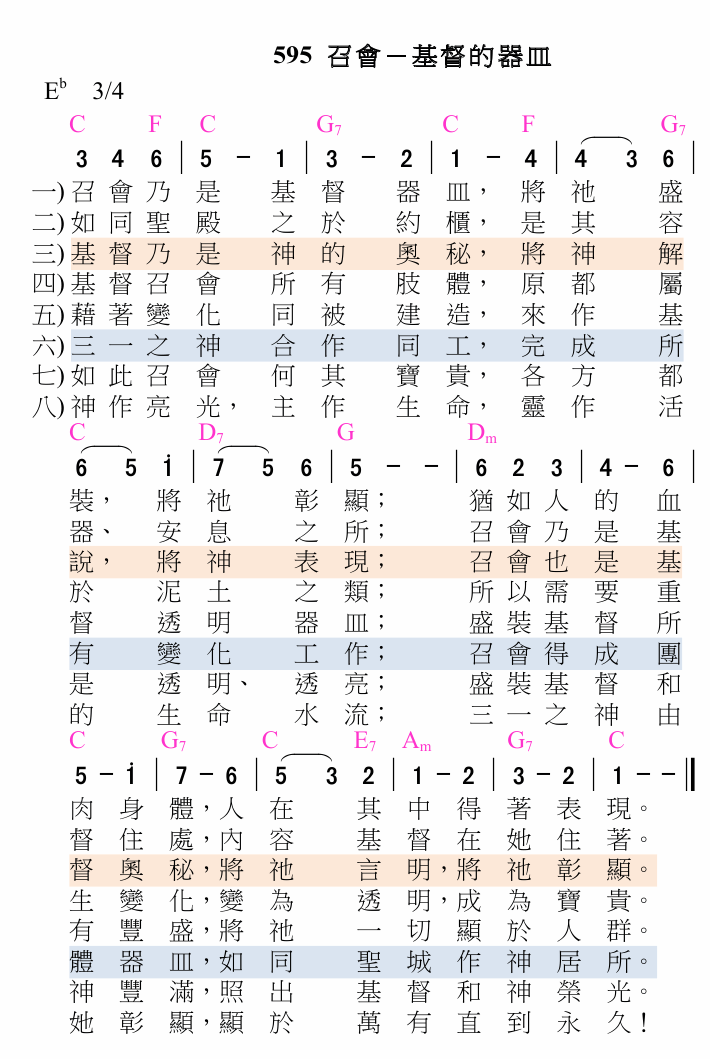 595 召會－基督的器皿
E♭ 3/4
C F C G7 C F G7
3 4 6 | 5 - 1 | 3 - 2 | 1 - 4 | 4 3 6 |
一) 召會乃是基督器皿，將祂盛
二) 如同聖殿之於約櫃，是其容
三) 基督乃是神的奧秘，將神解
四) 基督召會所有肢體，原都屬
五) 藉著變化同被建造，來作基
六) 三一之神合作同工，完成所
七) 如此召會何其寶貴，各方都
八) 神作亮光，主作生命，靈作活
C D7 G Dm
6 5 i | 7 5 6 | 5 - - | 6 2 3 | 4 - 6 |
裝，將祂彰顯；猶如人的血
器、安息之所；召會乃是基
說，將神表現；召會也是基
於泥土之類；所以需要重
督透明器皿；盛裝基督所
有變化工作；召會得成團
是透明、透亮；盛裝基督和
的生命水流；三一之神由
C G7 C E7 Am G7 C
5 - i | 7 - 6 | 5 3 2 | 1 - 2 | 3 - 2 | 1 - - ||
肉身體，人在其中得著表現。
督住處，內容基督在她住著。
督奧秘，將祂言明，將祂彰顯。
生變化，變為透明，成為寶貴。
有豐盛，將祂一切顯於人群。
體器皿，如同聖城作神居所。
神豐滿，照出基督和神榮光。
她彰顯，顯於萬有直到永久！